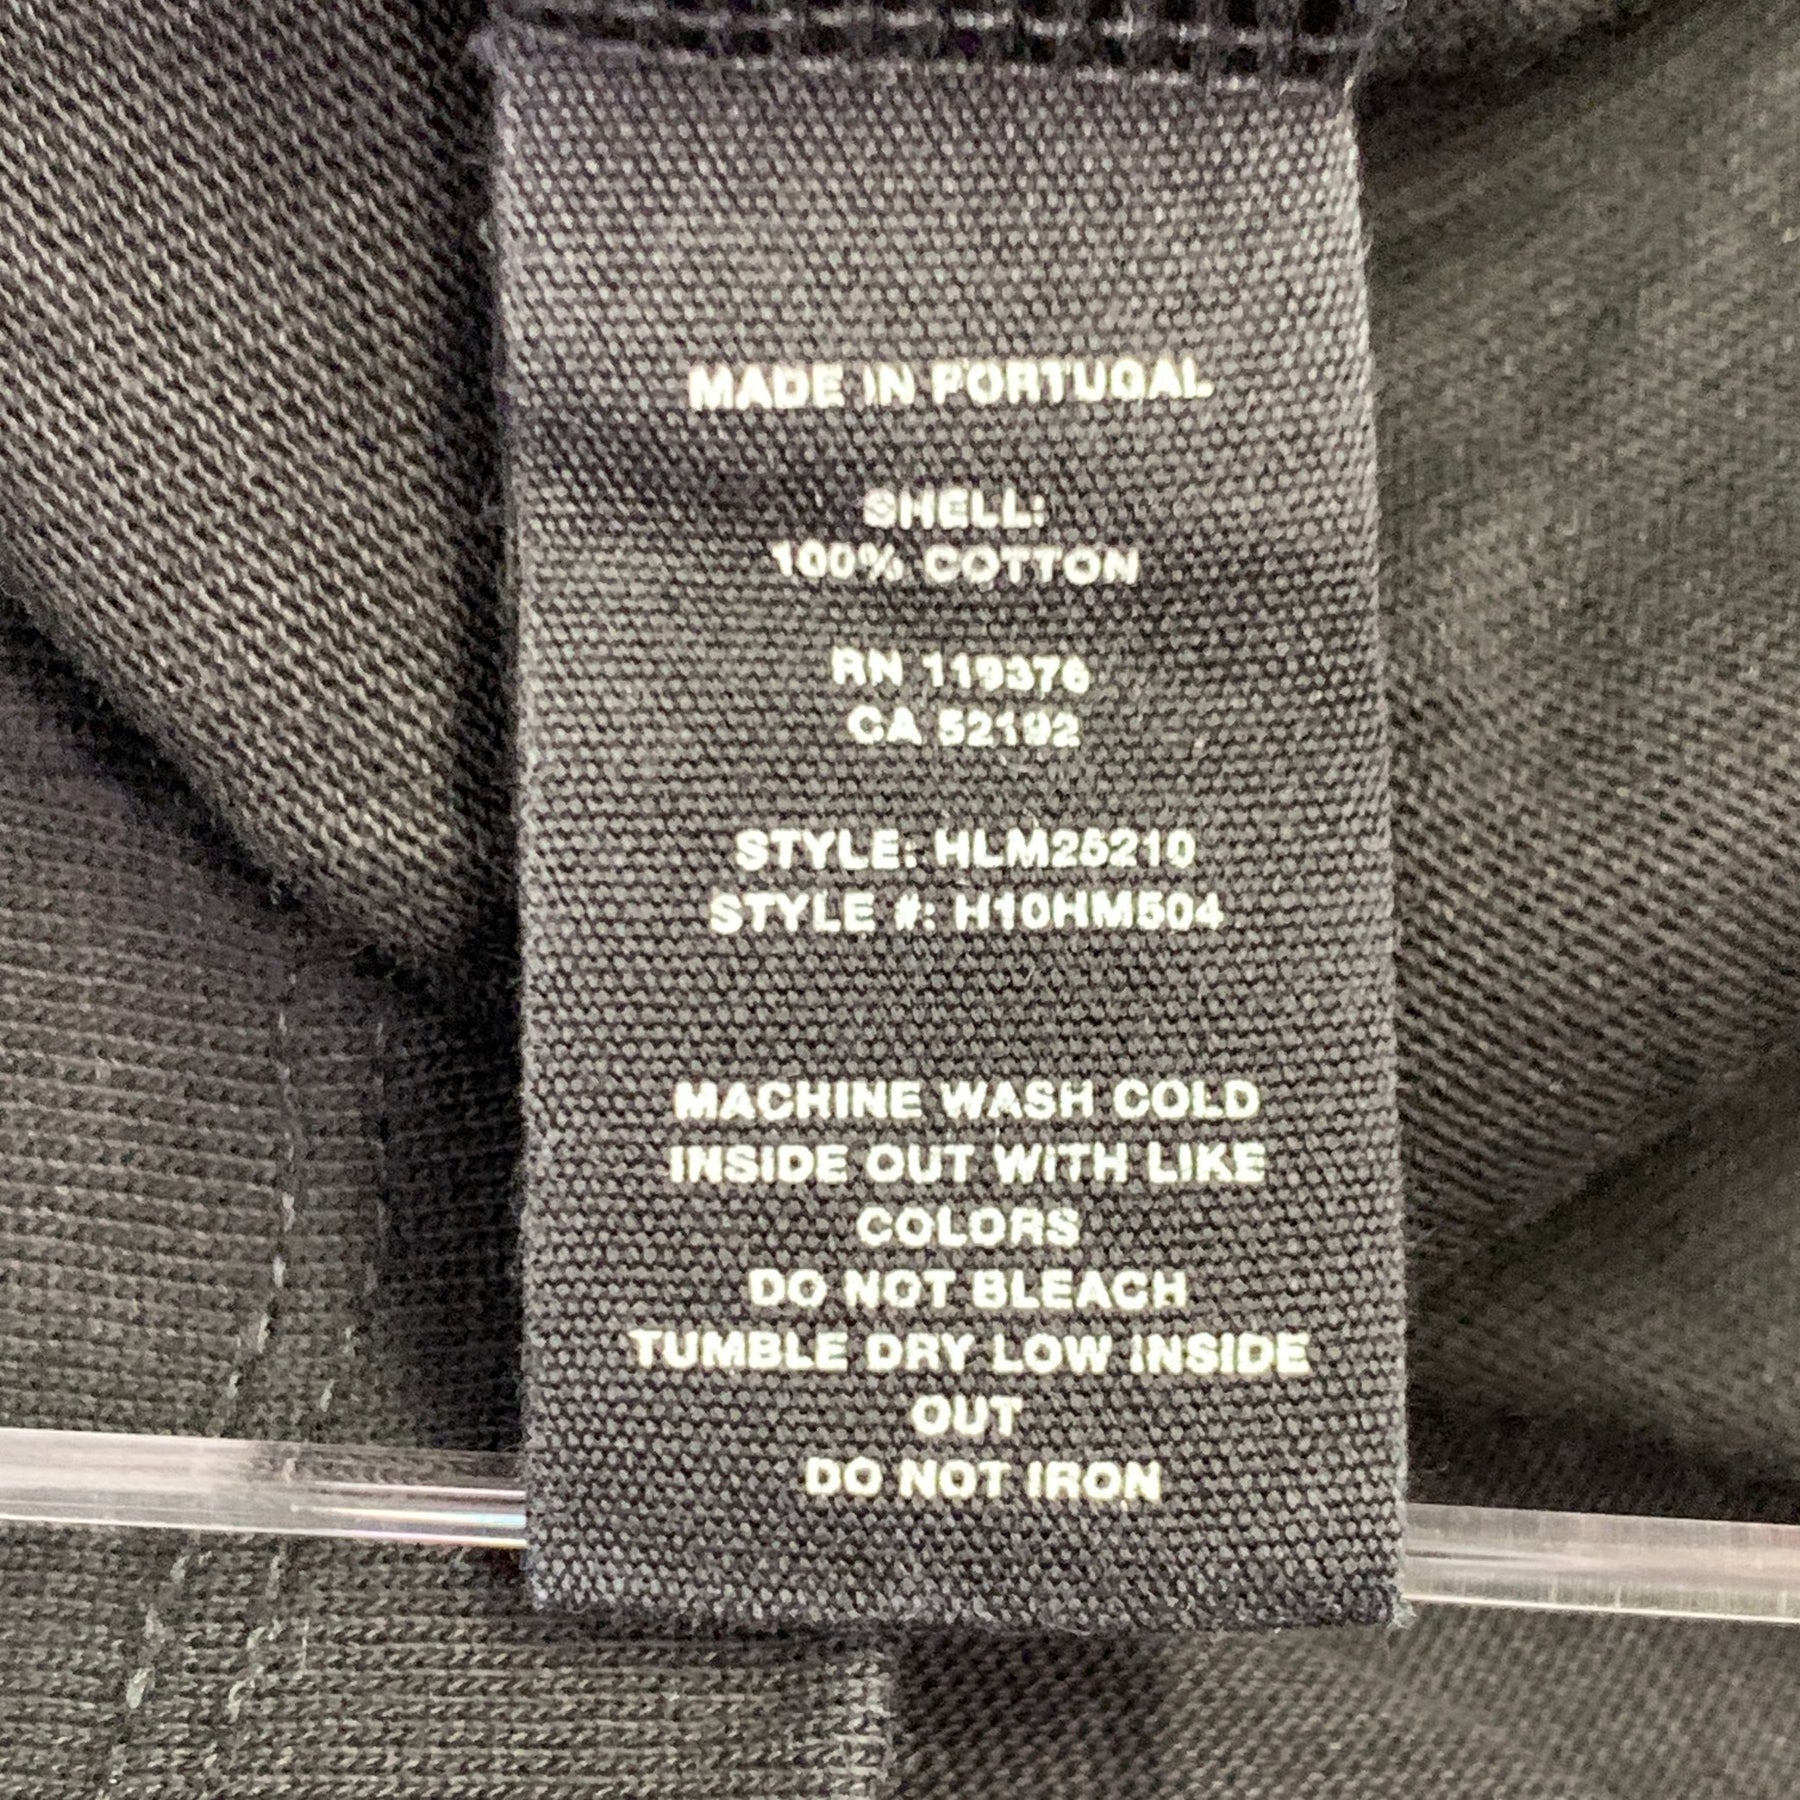 MADE IN PORTUGAL
SHELL:
100% COTTON
RN 119376
CA 52192
STYLE: HLM25210
STYLE #: H10HM504
MACHINE WASH COLD
INSIDE OUT WITH LIKE
COLORS
DO NOT BLEACH
TUMBLE DRY LOW INSIDE
OUT
DO NOT IRON